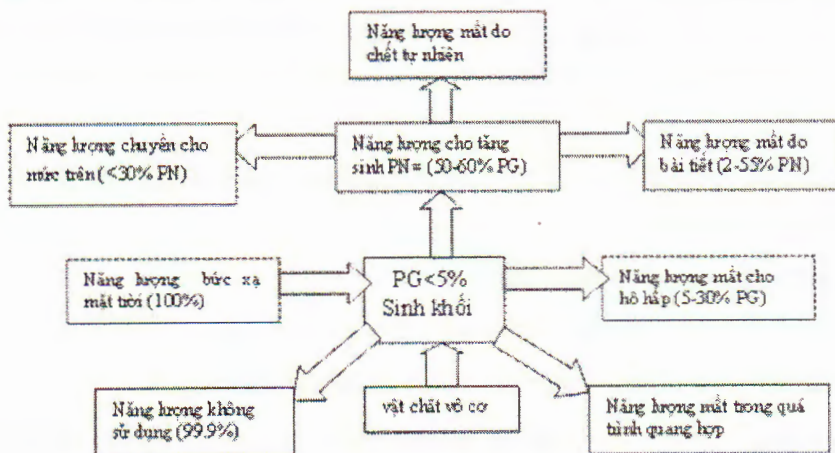 Năng lượng mất do
chết tự nhiên
Năng lượng chuyển cho
mức trên (<30% PN)
Năng lượng cho tăng
sinh PN= (50-60% PG)
Năng lượng mất do
bài tiết (2-55% PN)
Năng lượng bức xạ
mặt trời (100%)
PG<5%
Sinh khối
Năng lượng mất cho
hô hấp (5-30% PG)
Năng lượng không
sử dụng (99.9%)
vật chất vô cơ
Năng lượng mất trong quá
trình quang hợp